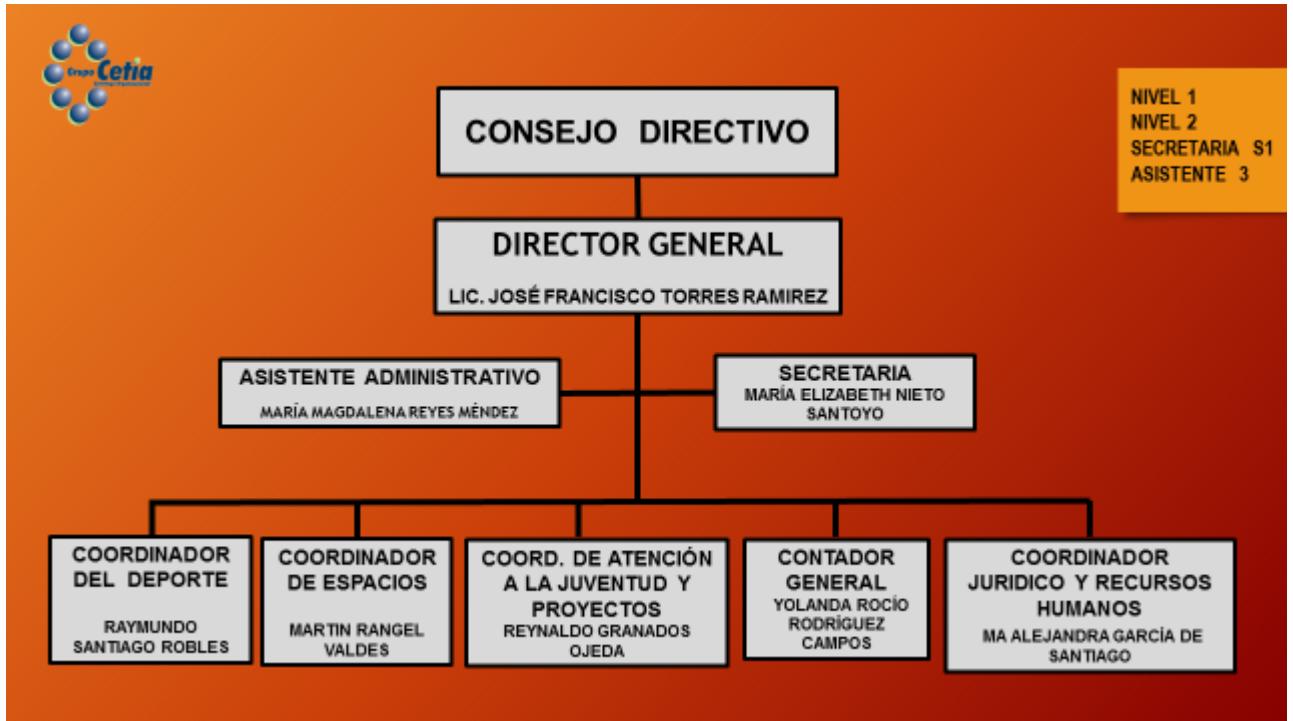 Grupo Cetia
CONSEJO DIRECTIVO
NIVEL 1
NIVEL 2
SECRETARIA S1
ASISTENTE 3
DIRECTOR GENERAL
LIC. JOSÉ FRANCISCO TORRES RAMIREZ
ASISTENTE ADMINISTRATIVO
MARÍA MAGDALENA REYES MÉNDEZ
SECRETARIA
MARÍA ELIZABETH NIETO
SANTOYO
COORDINADOR
DEL DEPORTE
RAYMUNDO
SANTIAGO ROBLES
COORDINADOR
DE ESPACIOS
MARTIN RANGEL
VALDES
COORD. DE ATENCIÓN
A LA JUVENTUD Y
PROYECTOS
REYNALDO GRANADOS
OJEDA
CONTADOR
GENERAL
YOLANDA ROCÍO
RODRÍGUEZ
CAMPOS
COORDINADOR
JURIDICO Y RECURSOS
HUMANOS
MA ALEJANDRA GARCÍA DE
SANTIAGO